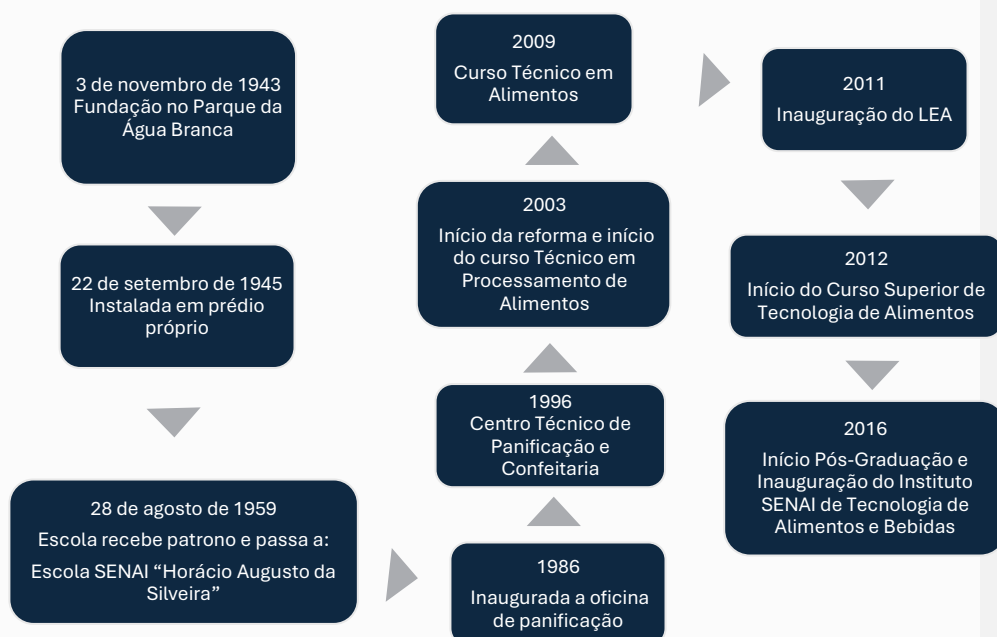 3 de novembro de 1943
Fundação no Parque da
Água Branca
22 de setembro de 1945
Instalada em prédio
próprio
28 de agosto de 1959
Escola recebe patrono e passa a:
Escola SENAI “Horácio Augusto da
Silveira”
1986
Inaugurada a oficina
de panificação
1996
Centro Técnico de
Panificação e
Confeitaria
2003
Início da reforma e início
do curso Técnico em
Processamento de
Alimentos
2009
Curso Técnico em
Alimentos
2011
Inauguração do LEA
2012
Início do Curso Superior de
Tecnologia de Alimentos
2016
Início Pós-Graduação e
Inauguração do Instituto
SENAI de Tecnologia de
Alimentos e Bebidas